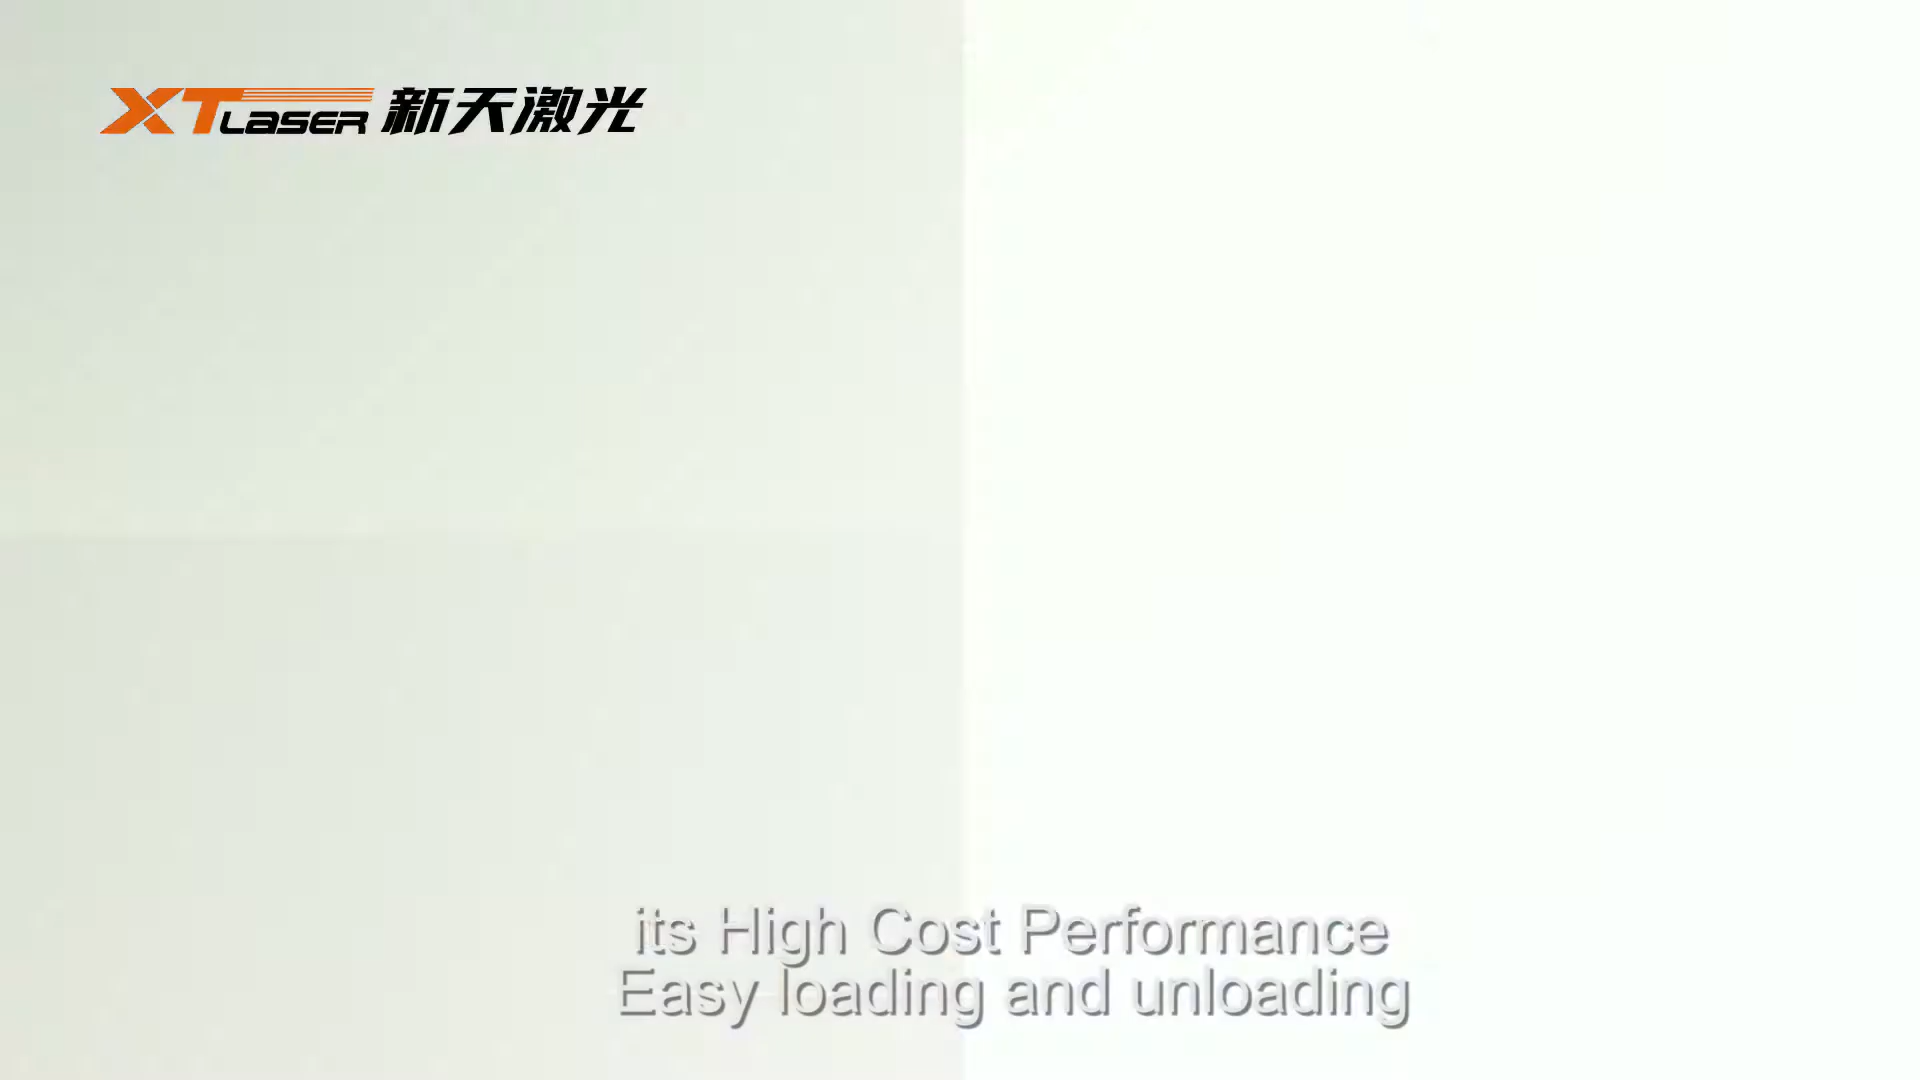 XTLASER 新天激光
its High Cost Performance
Easy loading and unloading